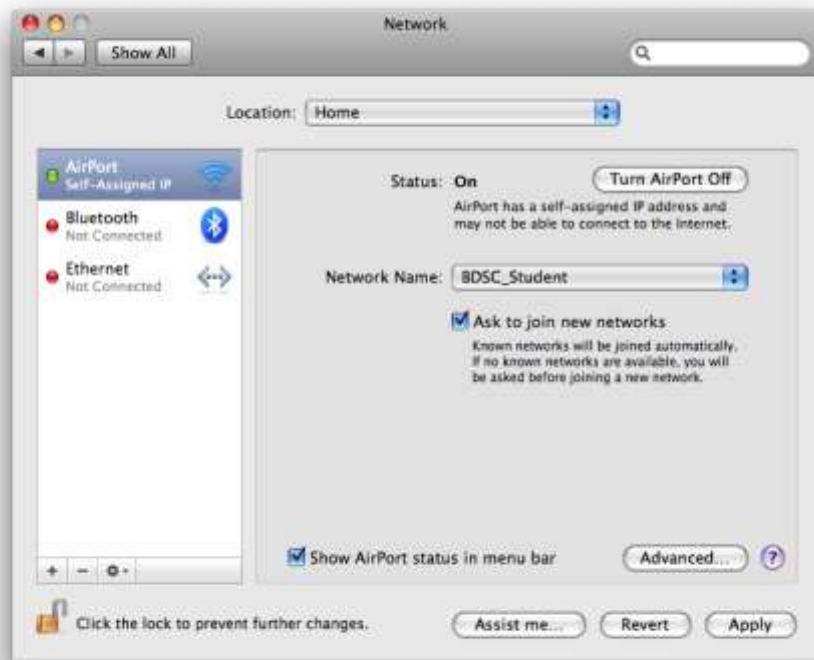 Network
Show All
Location: Home
AirPort
Self-Assigned IP
Bluetooth
Not Connected
Ethernet
Not Connected
Status: On
Turn AirPort Off
AirPort has a self-assigned IP address and
may not be able to connect to the Internet.
Network Name: BDSC_Student
Ask to join new networks
Known networks will be joined automatically.
If no known networks are available, you will
be asked before joining a new network.
Show AirPort status in menu bar
Advanced...
?
Click the lock to prevent further changes.
Assist me...
Revert
Apply